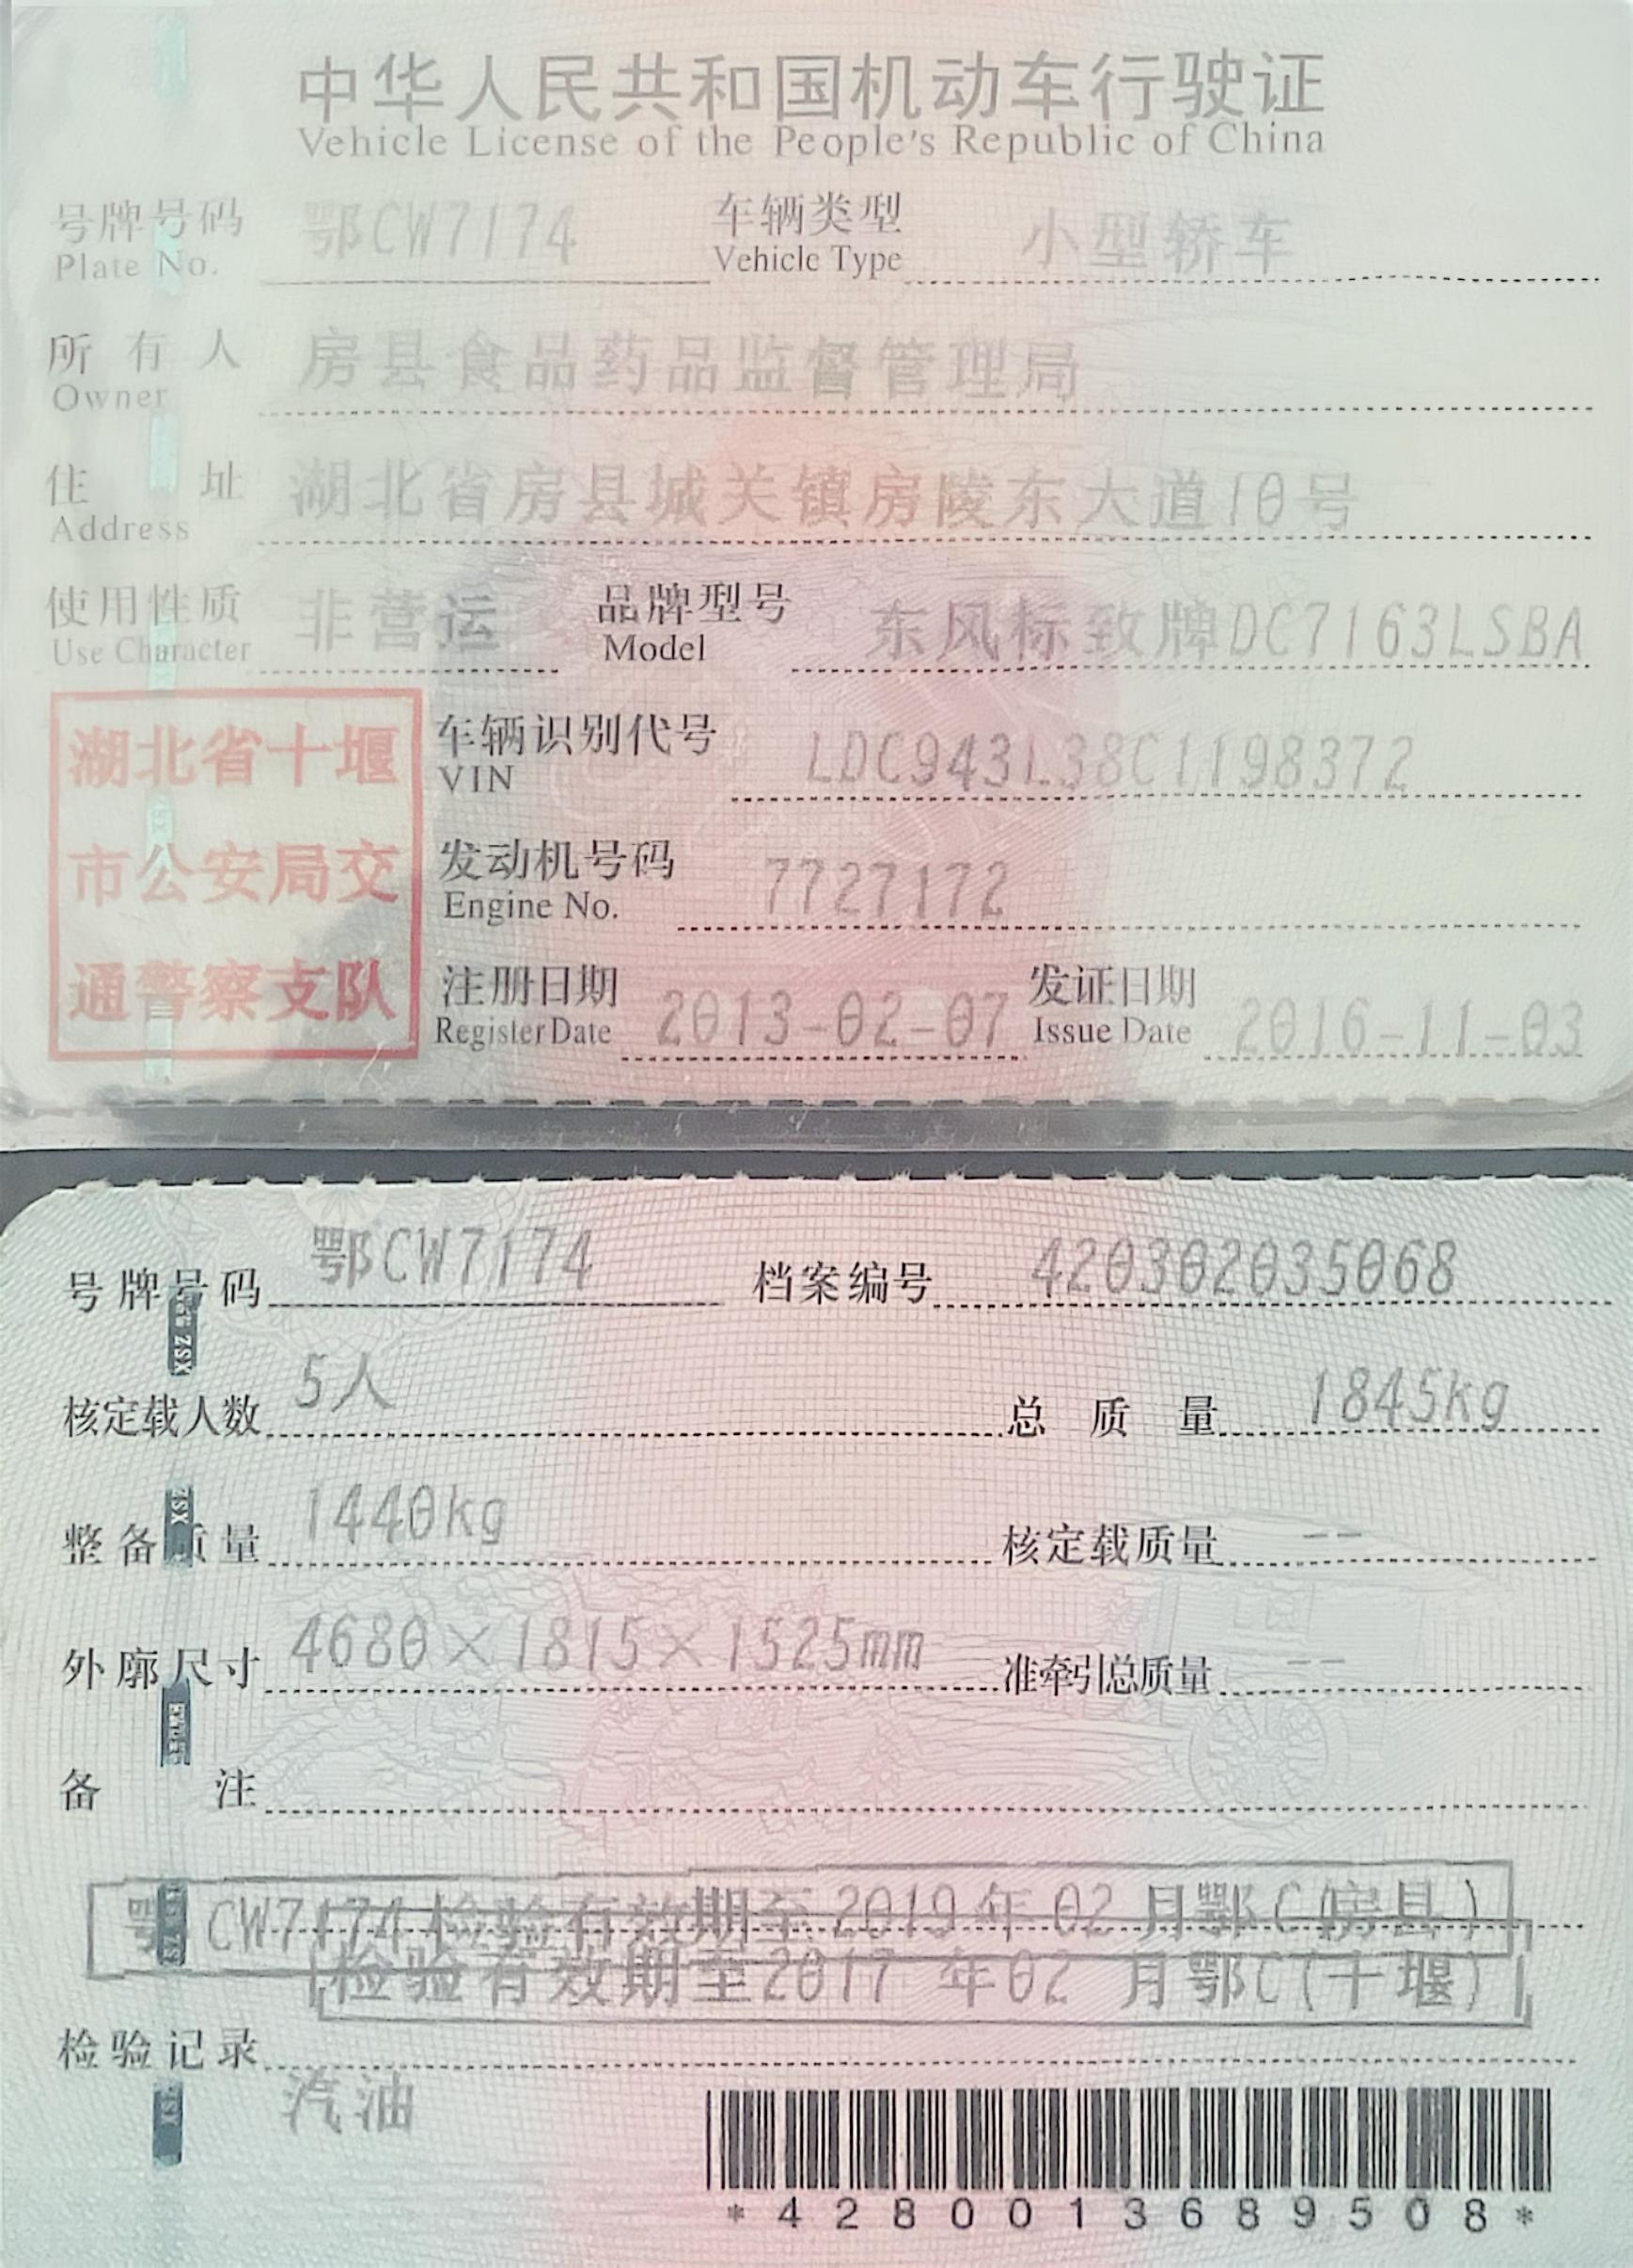 中华人民共和国机动车行驶证
Vehicle License of the People's Republic of China
号牌号码 鄂CW7174 车辆类型 小型轿车
Plate No. Vehicle Type
所有人 房县食品药品监督管理局
Owner
住址 湖北省房县城关镇房陵东大道10号
Address
使用性质 非营运 品牌型号 东风标致牌DC7163LSBA
Use Character Model
湖北省十堰
市公安局交
通警察支队
车辆识别代号 LDC943L38C1198372
VIN
发动机号码 7727172
Engine No.
注册日期 2013-02-07 发证日期 2016-11-03
Register Date Issue Date
号牌号码 鄂CW7174 档案编号 420302035068
核定载人数 5人 总质量 1845kg
整备质量 1440kg 核定载质量 --
外廓尺寸 4680×1815×1525mm 准牵引总质量 --
备注
鄂CW7174检验有效期至2019年02月鄂C(房县)
检验有效期至2017年02月鄂C(十堰)
检验记录
汽油
*4280013689508*